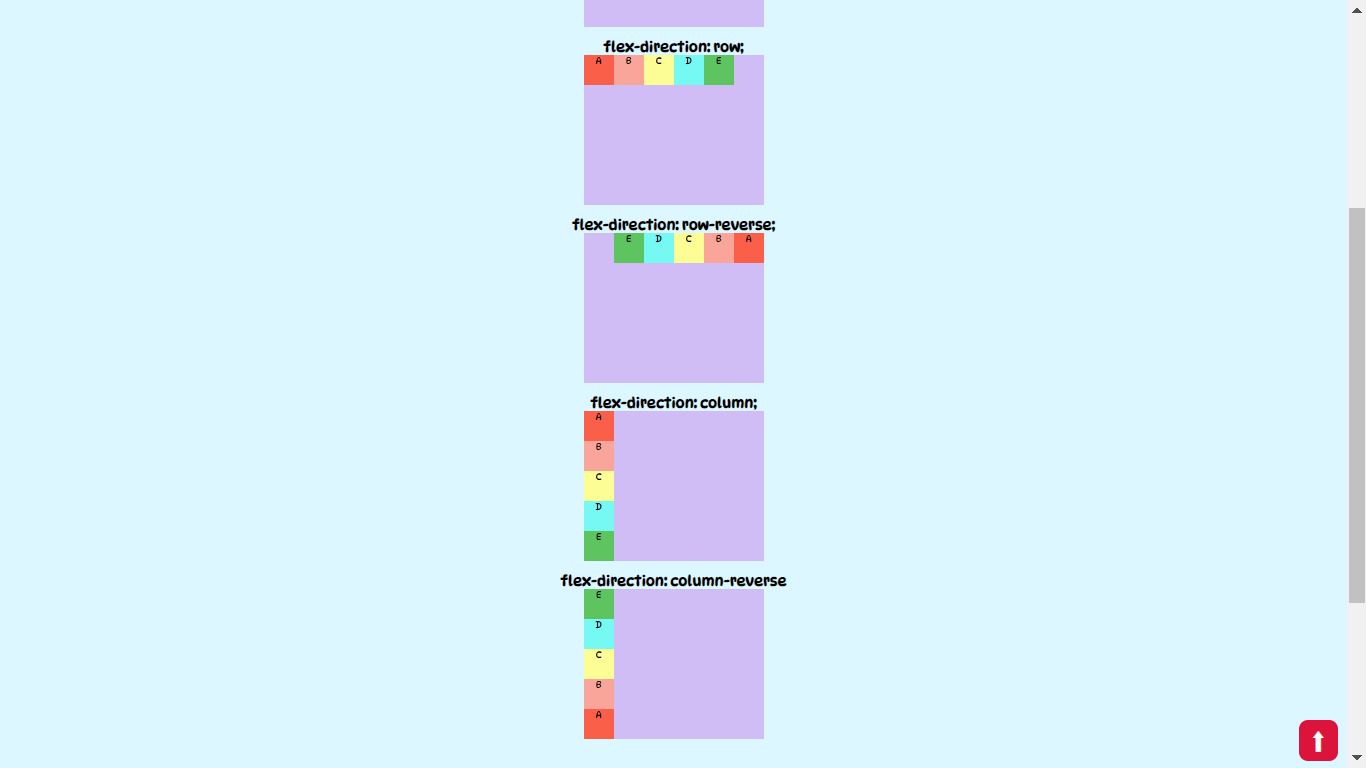 flex-direction: row;
A B C D E
flex-direction: row-reverse;
E D C B A
flex-direction: column;
A
B
C
D
E
flex-direction: column-reverse
E
D
C
B
A